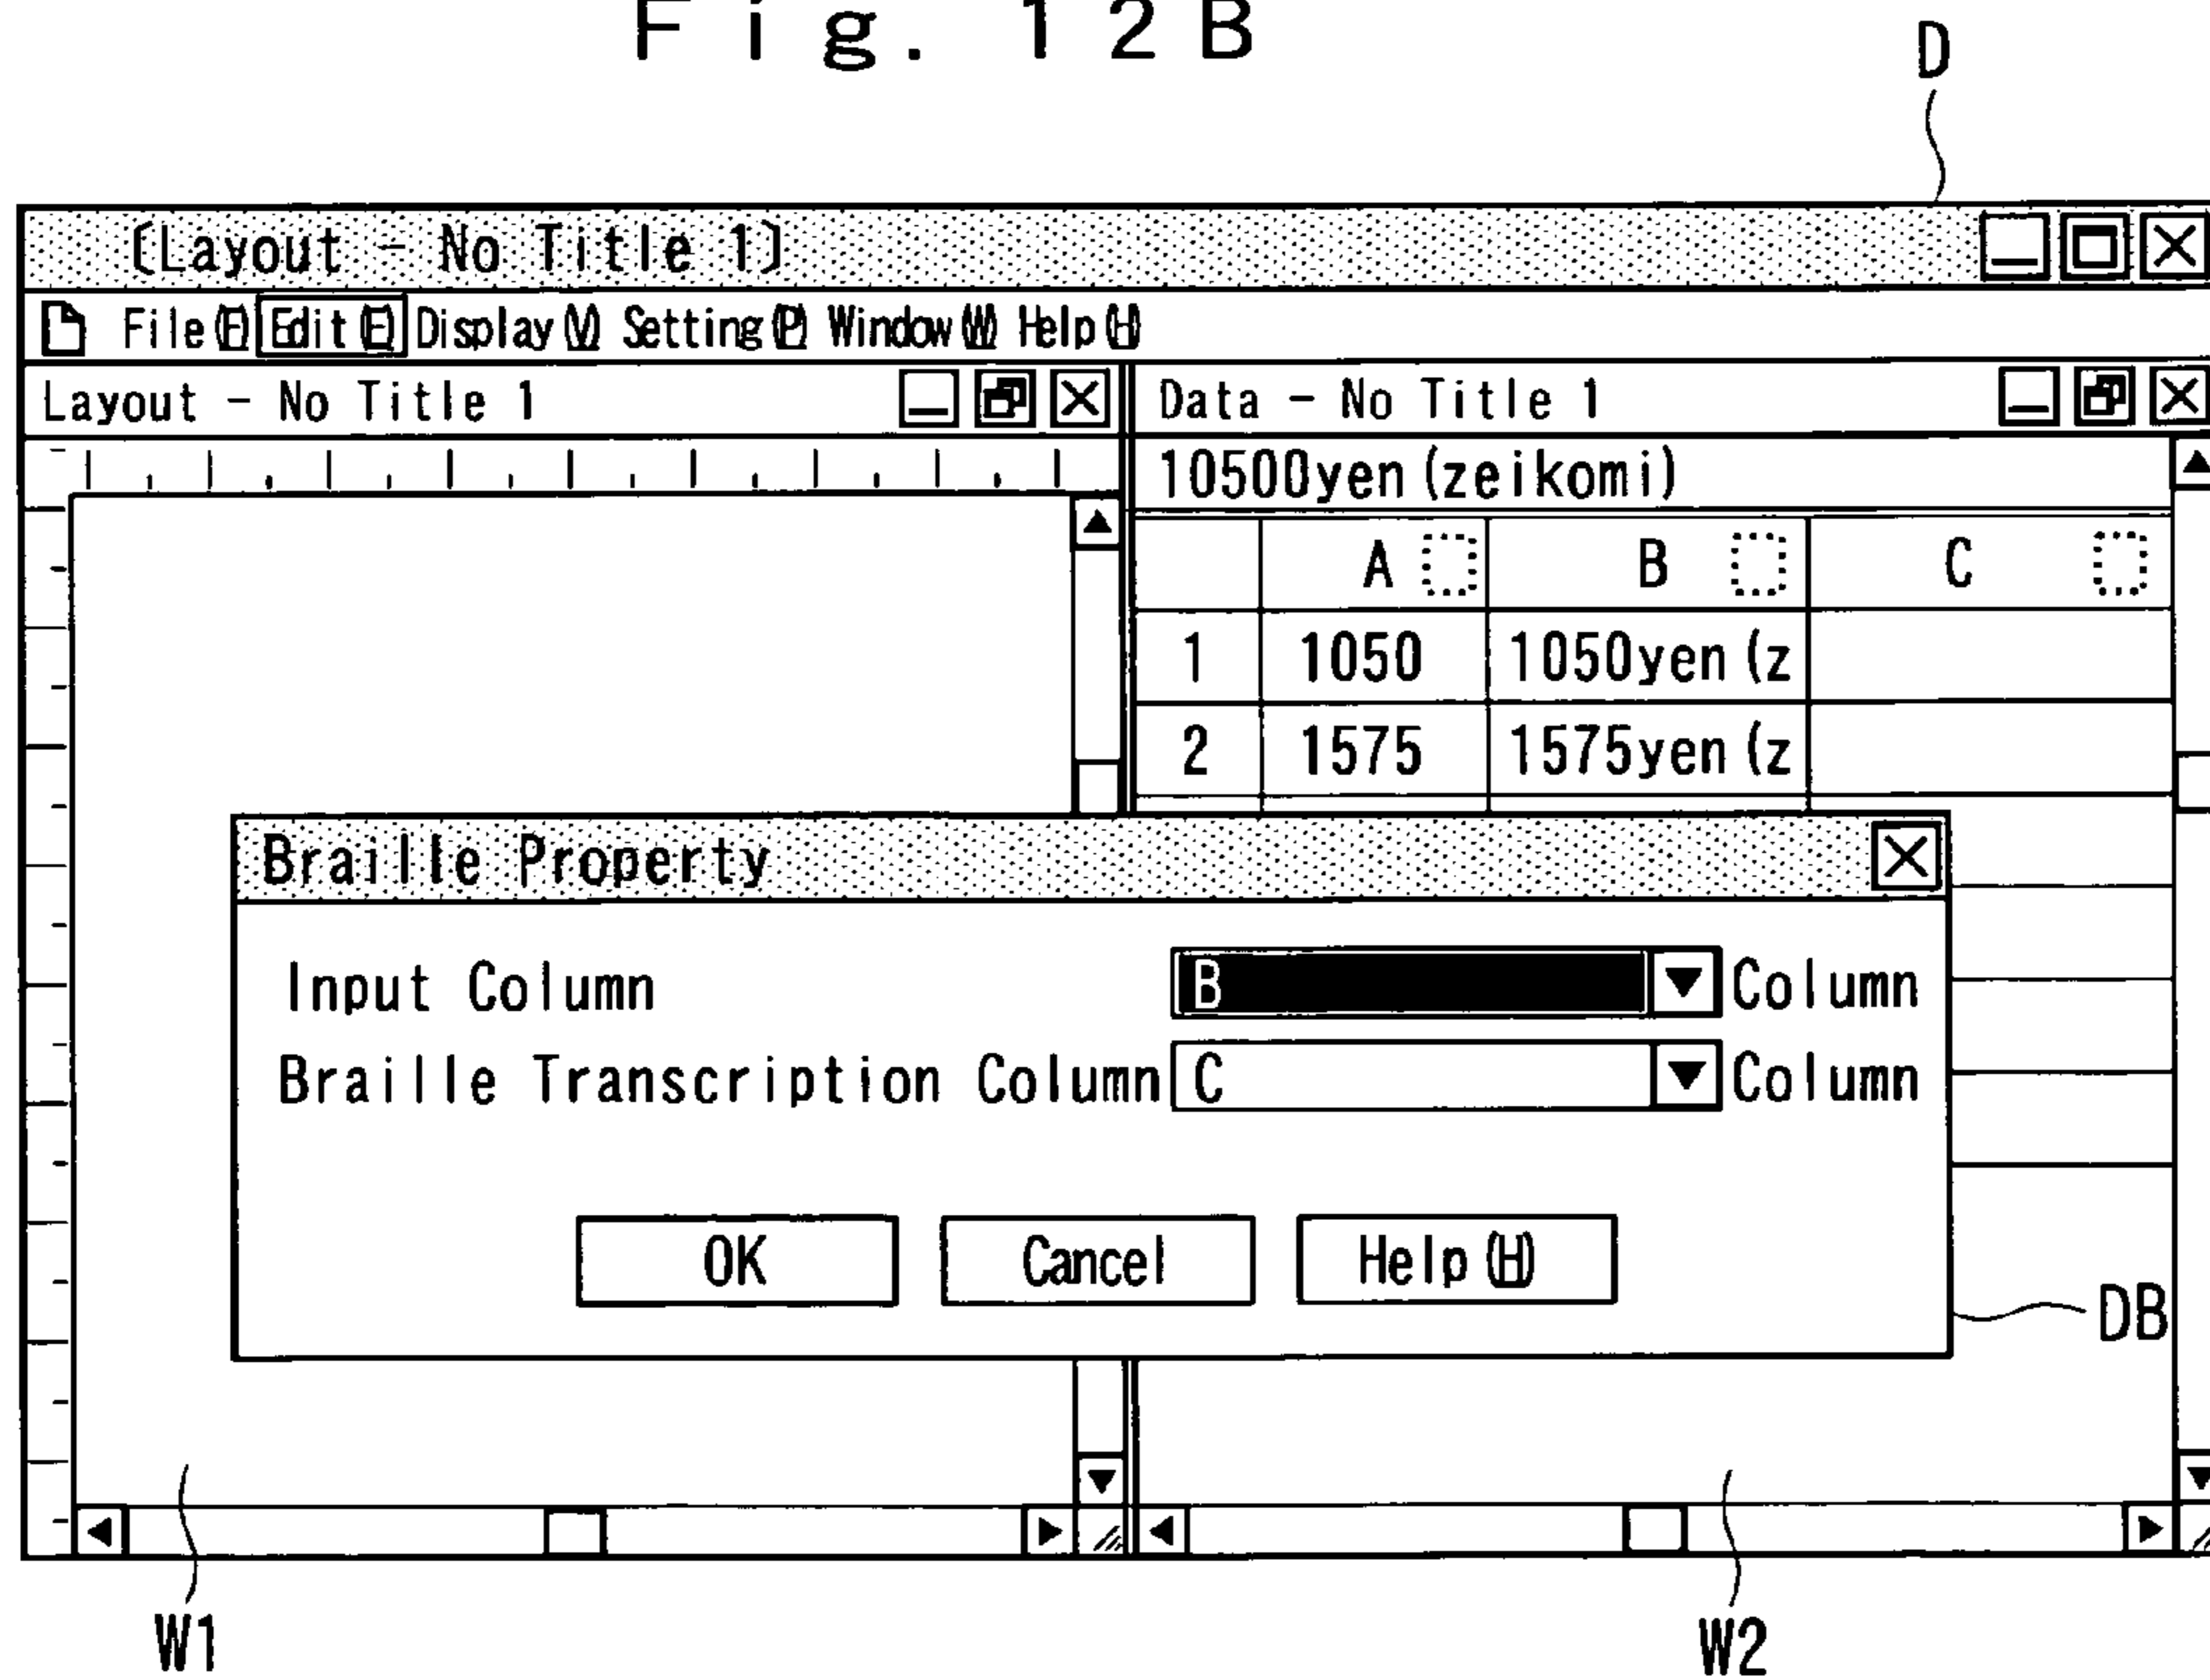 Fig. 12B
D
(Layout - No Title 1)
File(F) Edit(E) Display(V) Setting(P) Window(W) Help(H)
Layout - No Title 1
Data - No Title 1
10500yen(zeikomi)
A B C
1 1050 1050yen(z
2 1575 1575yen(z
Braille Property
Input Column B Column
Braille Transcription Column C Column
OK Cancel Help(H)
DB
W1 W2